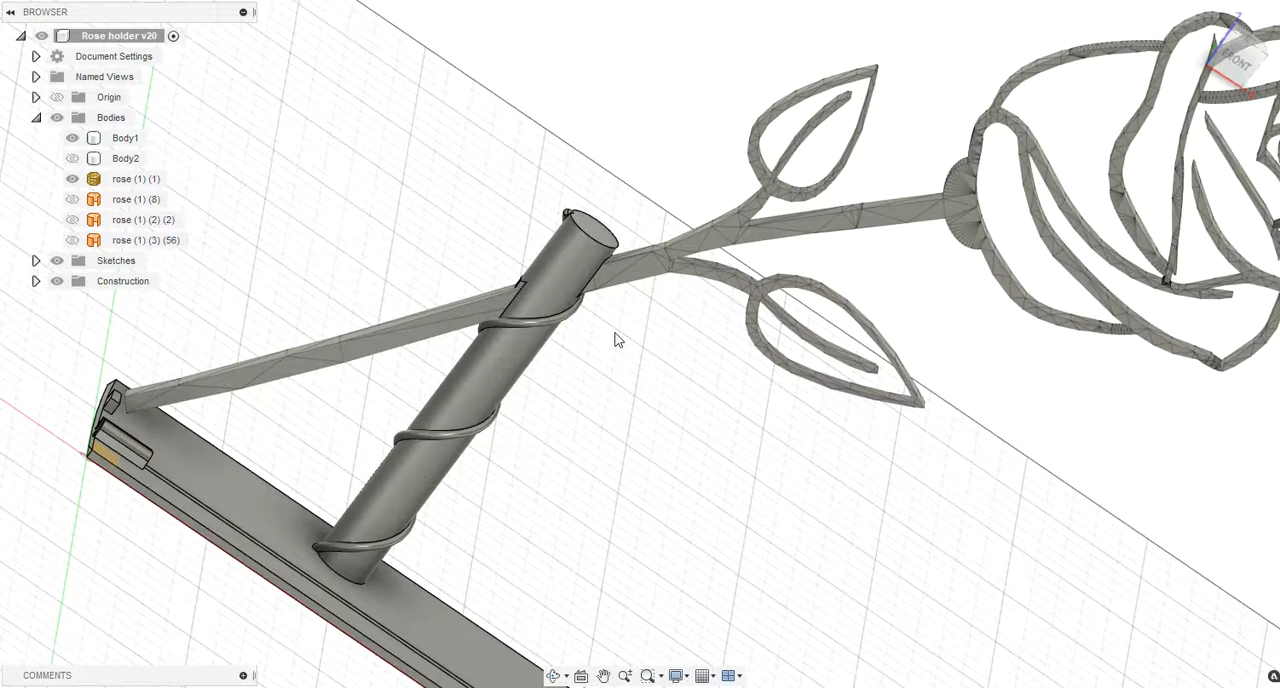 BROWSER
Rose holder v20
Document Settings
Named Views
Origin
Bodies
Body1
Body2
rose (1) (1)
rose (1) (8)
rose (1) (2) (2)
rose (1) (3) (56)
Sketches
Construction
FRONT
COMMENTS